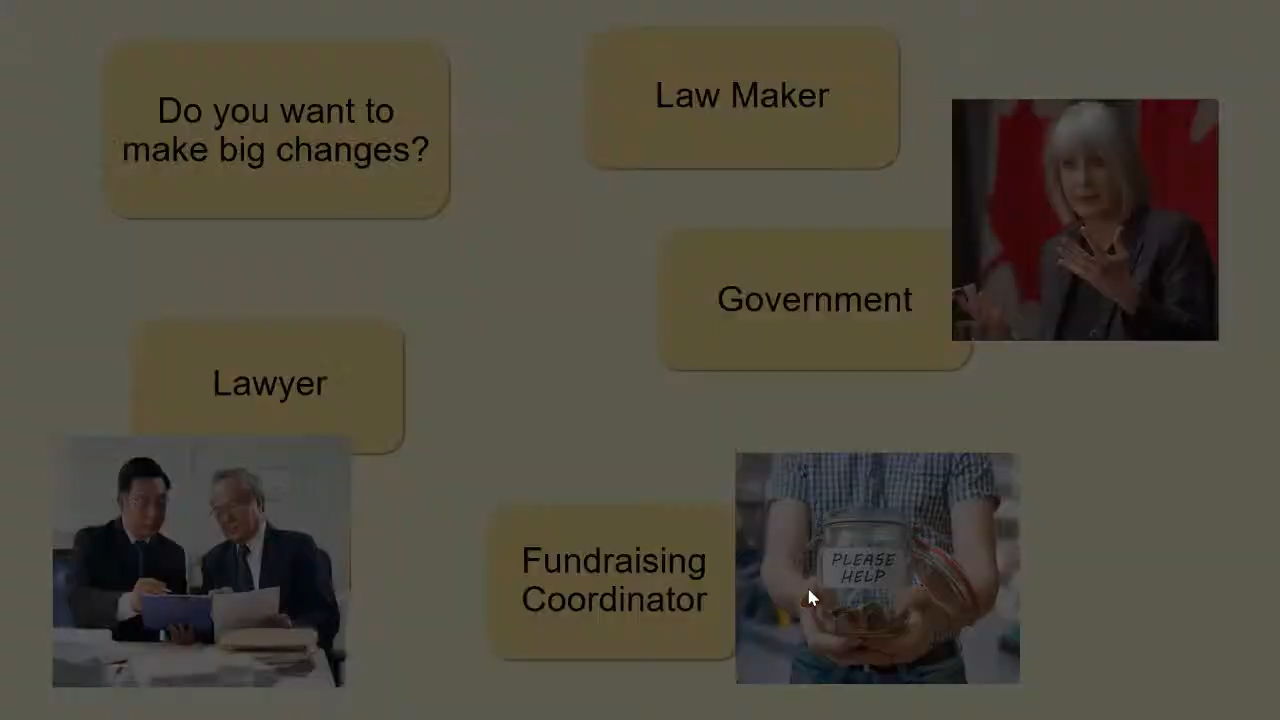 Do you want to
make big changes?
Law Maker
Government
Lawyer
Fundraising
Coordinator
PLEASE
HELP